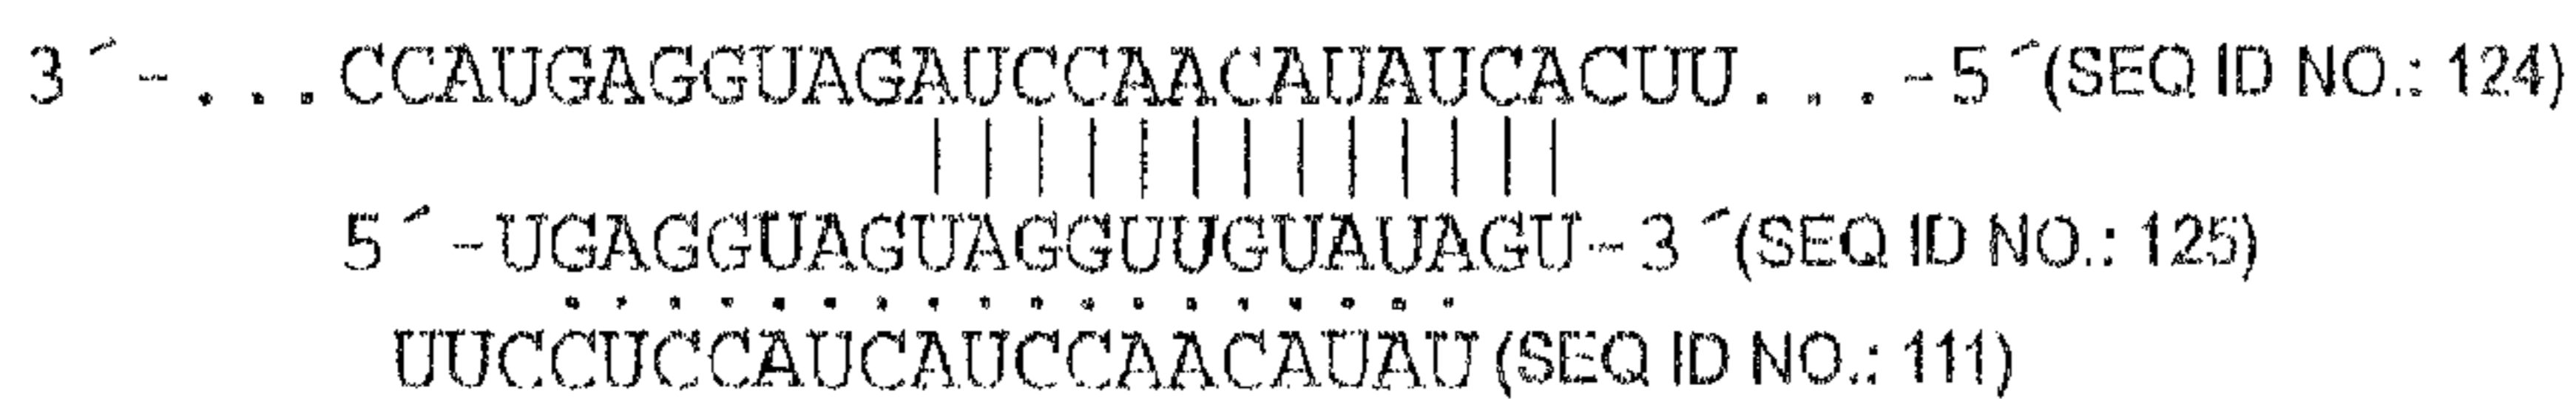 3´-...CCAUGAGGUAGAUCCAACAUAUCACUU...-5´(SEQ ID NO.: 124)
5´-UGAGGUAGUAGGUUGUAUAGU-3´(SEQ ID NO.: 125)
UUCCUCCAUCAUCCAACAUAU(SEQ ID NO.: 111)